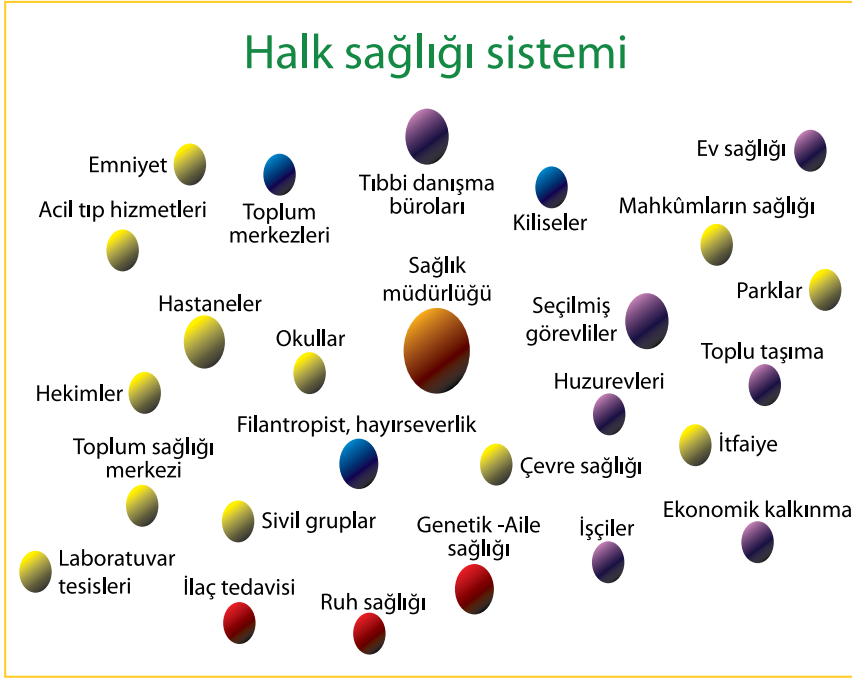 Halk sağlığı sistemi
Emniyet
Toplum
merkezleri
Tıbbi danışma
büroları
Kiliseler
Ev sağlığı
Acil tıp hizmetleri
Mahkûmların sağlığı
Hastaneler
Sağlık
müdürlüğü
Seçilmiş
görevliler
Parklar
Okullar
Toplu taşıma
Hekimler
Huzurevleri
Filantropist, hayırseverlik
Toplum sağlığı
merkezi
Çevre sağlığı
İtfaiye
Sivil gruplar
Genetik -Aile
sağlığı
İşçiler
Ekonomik kalkınma
Laboratuvar
tesisleri
İlaç tedavisi
Ruh sağlığı